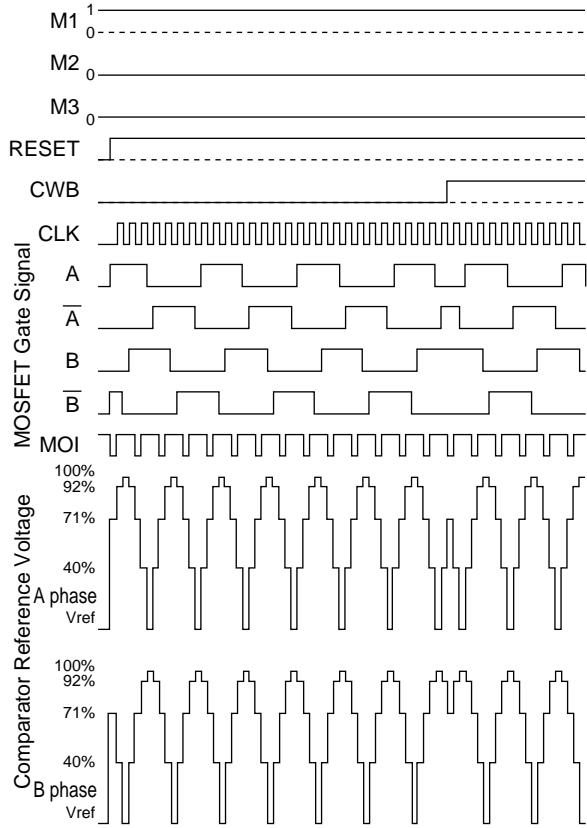 M1 1
0
M2 0
M3 0
RESET
CWB
CLK
MOSFET Gate Signal
A
A
B
B
MOI
Comparator Reference Voltage
100%
92%
71%
40%
A phase
Vref
100%
92%
71%
40%
B phase
Vref